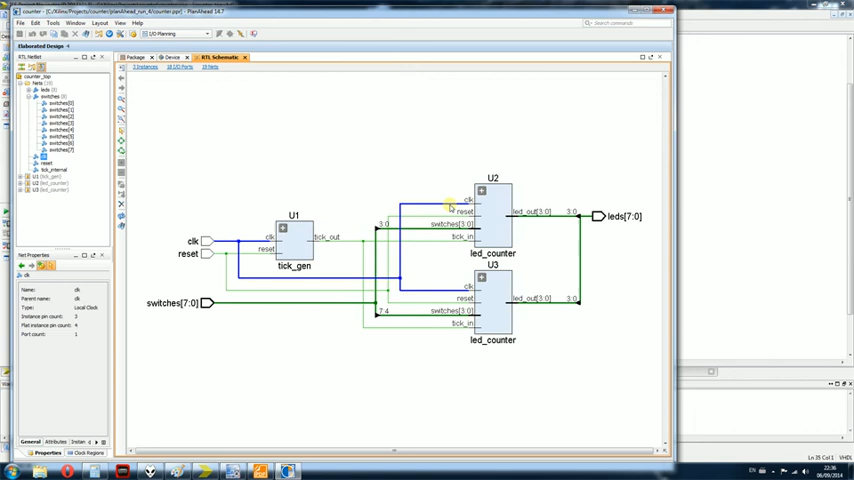 counter - [C:/Xilinx/Projects/counter/planAhead_run_4/counter.ppr] - PlanAhead 14.7
File Edit Tools Window Layout View Help
Search commands
I/O Planning
Elaborated Design
RTL Netlist
counter_top
Nets (19)
leds (8)
switches (8)
switches[0]
switches[1]
switches[2]
switches[3]
switches[4]
switches[5]
switches[6]
switches[7]
clk
reset
tick_internal
U1 (tick_gen)
U2 (led_counter)
U3 (led_counter)
Net Properties
clk
Name: clk
Parent name: clk
Type: Local Clock
Instance pin count: 3
Flat instance pin count: 4
Port count: 1
General Attributes Instan
Properties Clock Regions
Package Device RTL Schematic
3 Instances 18 I/O Ports 19 Nets
clk
reset
switches[7:0]
U1
clk
reset
tick_out
tick_gen
3:0
7:4
U2
clk
reset
switches[3:0]
tick_in
led_out[3:0]
3:0
led_counter
U3
clk
reset
switches[3:0]
tick_in
led_out[3:0]
3:0
led_counter
leds[7:0]
Ln 35 Col 1 VHDL
EN
22:36
06/09/2014